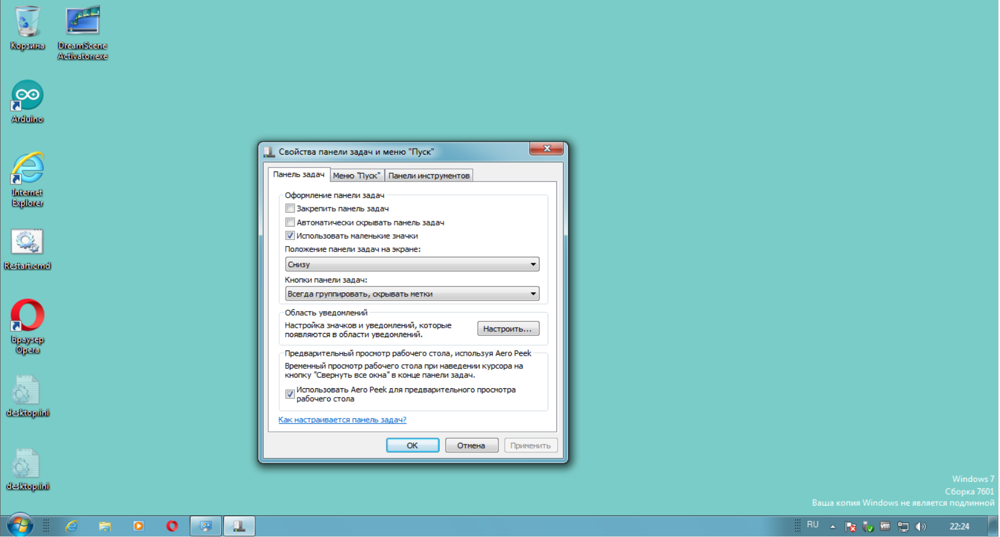 Корзина
DreamScene
Activator.exe
Arduino
Internet
Explorer
Restart.cmd
Браузер
Opera
desktop.ini
desktop.ini
Свойства панели задач и меню "Пуск"
Панель задач
Меню "Пуск"
Панели инструментов
Оформление панели задач
Закрепить панель задач
Автоматически скрывать панель задач
Использовать маленькие значки
Положение панели задач на экране:
Снизу
Кнопки панели задач:
Всегда группировать, скрывать метки
Область уведомлений
Настройка значков и уведомлений, которые
появляются в области уведомлений.
Настроить...
Предварительный просмотр рабочего стола, используя Aero Peek
Временный просмотр рабочего стола при наведении курсора на
кнопку "Свернуть все окна" в конце панели задач.
Использовать Aero Peek для предварительного просмотра
рабочего стола
Как настраивается панель задач?
ОК
Отмена
Применить
Windows 7
Сборка 7601
Ваша копия Windows не является подлинной
RU
vm
22:24